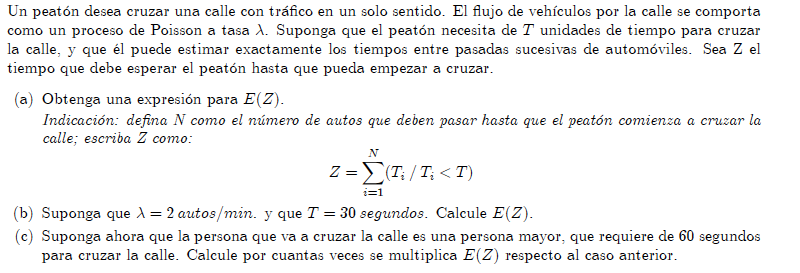 Un peatón desea cruzar una calle con tráfico en un solo sentido. El flujo de vehículos por la calle se comporta
como un proceso de Poisson a tasa λ. Suponga que el peatón necesita de T unidades de tiempo para cruzar
la calle, y que él puede estimar exactamente los tiempos entre pasadas sucesivas de automóviles. Sea Z el
tiempo que debe esperar el peatón hasta que pueda empezar a cruzar.
(a) Obtenga una expresión para E(Z).
Indicación: defina N como el número de autos que deben pasar hasta que el peatón comienza a cruzar la
calle; escriba Z como:
Z = ∑_{i=1}^{N} (T_i / T_i < T)
(b) Suponga que λ = 2 autos/min. y que T = 30 segundos. Calcule E(Z).
(c) Suponga ahora que la persona que va a cruzar la calle es una persona mayor, que requiere de 60 segundos
para cruzar la calle. Calcule por cuantas veces se multiplica E(Z) respecto al caso anterior.